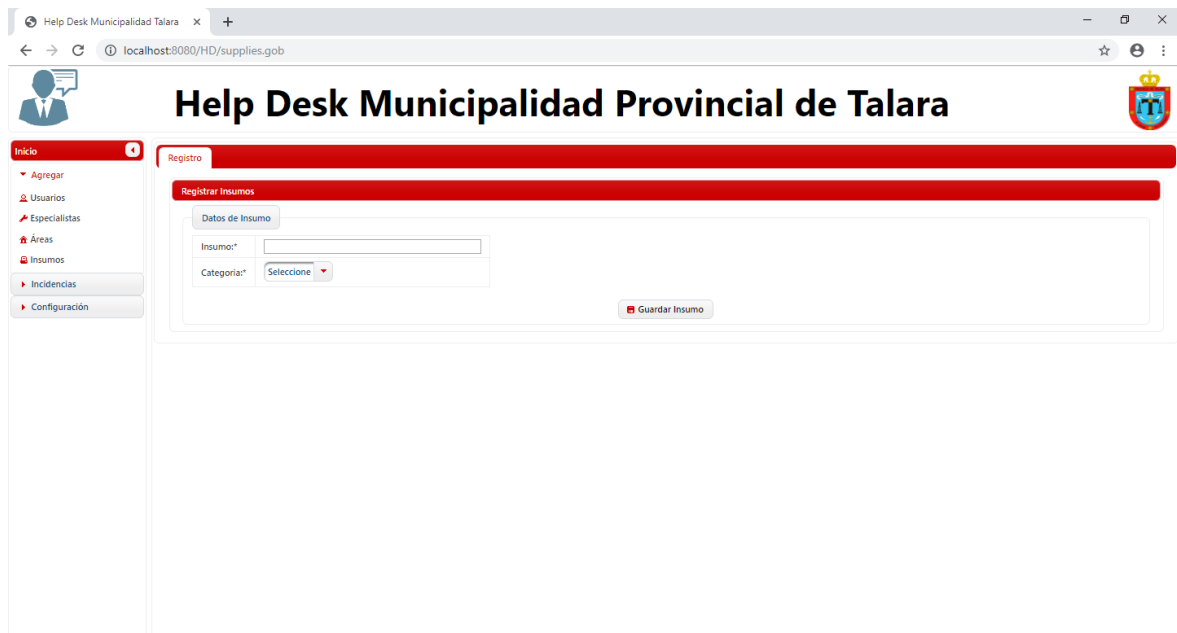 Help Desk Municipalidad Talara
localhost:8080/HD/supplies.gob
Help Desk Municipalidad Provincial de Talara
Inicio
Agregar
Usuarios
Especialistas
Áreas
Insumos
Incidencias
Configuración
Registro
Registrar Insumos
Datos de Insumo
Insumo:*
Categoria:* Seleccione
Guardar Insumo